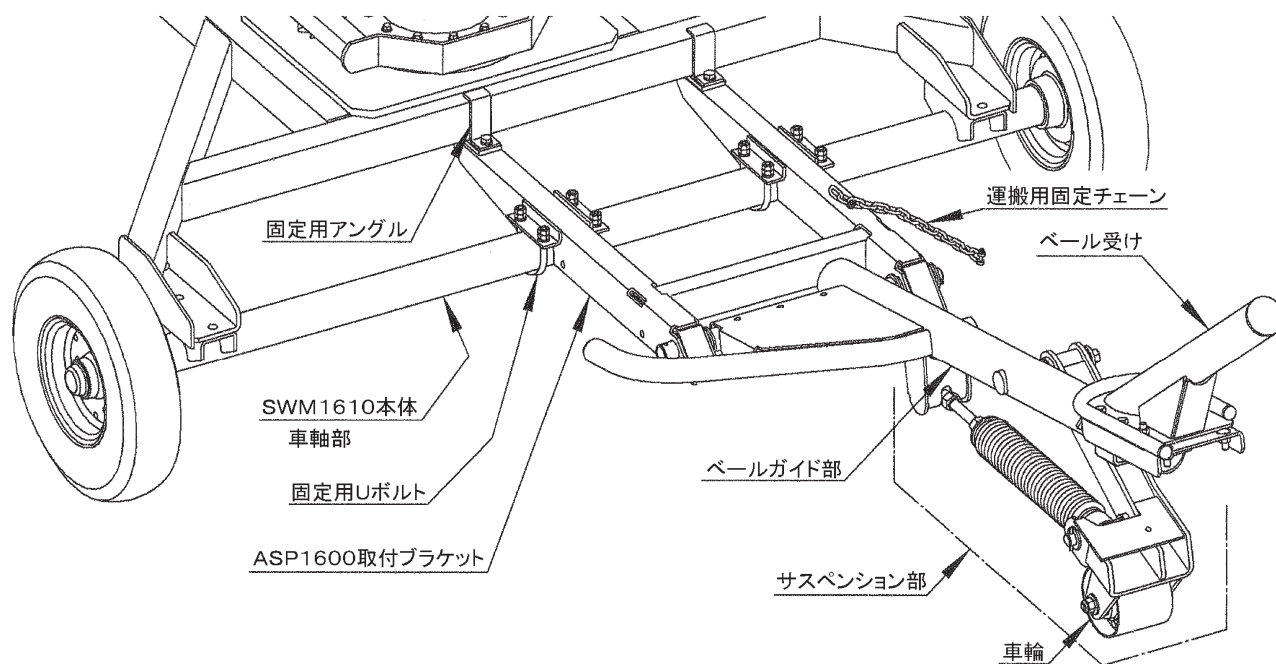 運搬用固定チェーン
ベール受け
固定用アングル
SWM1610本体
車軸部
固定用Uボルト
ベールガイド部
ASP1600取付ブラケット
サスペンション部
車輪